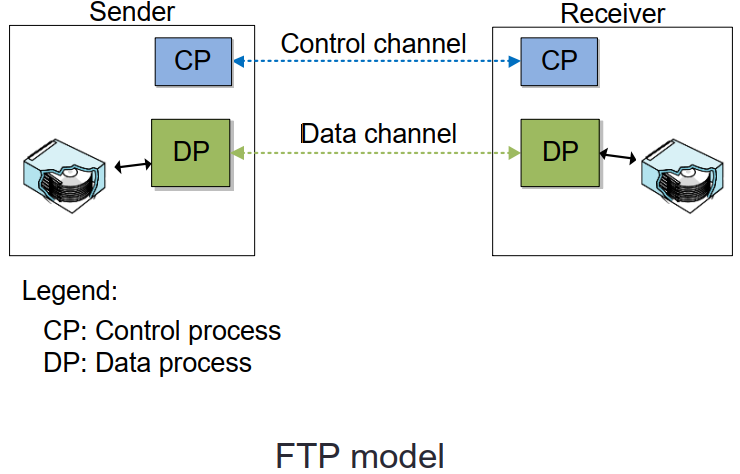 Sender
Receiver
CP
Control channel
CP
DP
Data channel
DP
Legend:
CP: Control process
DP: Data process
FTP model